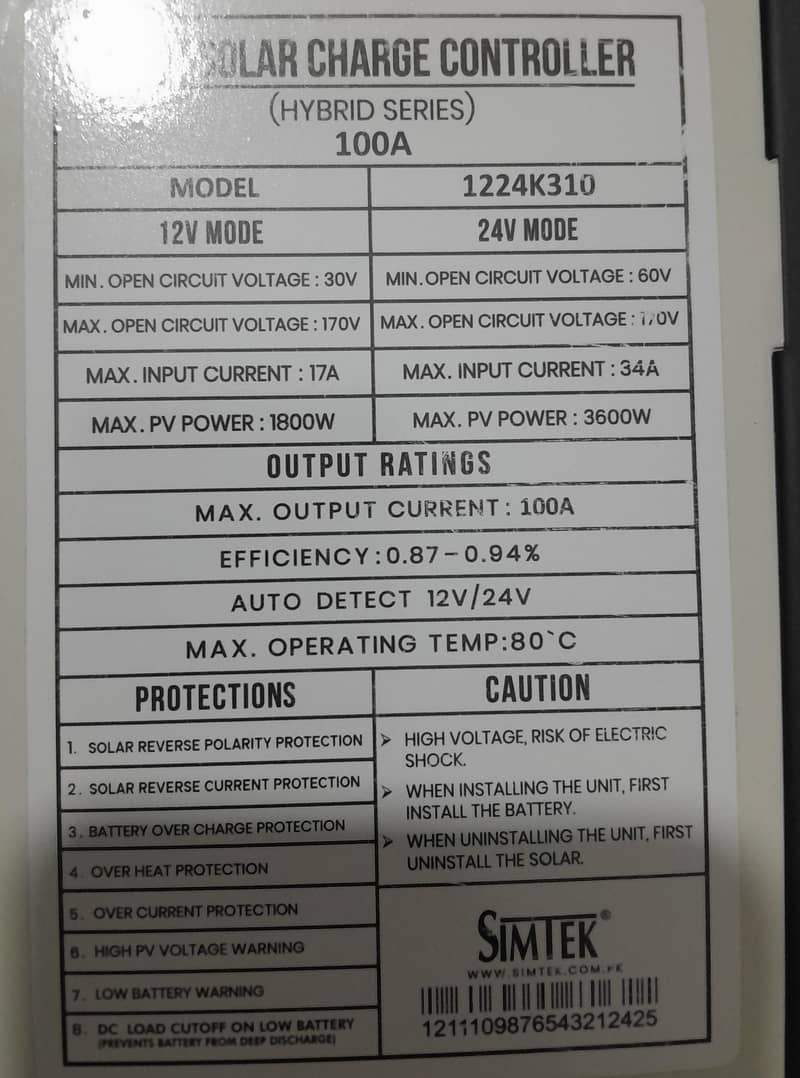 SOLAR CHARGE CONTROLLER
(HYBRID SERIES)
100A
MODEL 1224K310
12V MODE 24V MODE
MIN. OPEN CIRCUIT VOLTAGE : 30V MIN. OPEN CIRCUIT VOLTAGE : 60V
MAX. OPEN CIRCUIT VOLTAGE : 170V MAX. OPEN CIRCUIT VOLTAGE : 170V
MAX. INPUT CURRENT : 17A MAX. INPUT CURRENT : 34A
MAX. PV POWER : 1800W MAX. PV POWER : 3600W
OUTPUT RATINGS
MAX. OUTPUT CURRENT : 100A
EFFICIENCY : 0.87 – 0.94%
AUTO DETECT 12V/24V
MAX. OPERATING TEMP:80`C
PROTECTIONS
1. SOLAR REVERSE POLARITY PROTECTION
2. SOLAR REVERSE CURRENT PROTECTION
3. BATTERY OVER CHARGE PROTECTION
4. OVER HEAT PROTECTION
5. OVER CURRENT PROTECTION
6. HIGH PV VOLTAGE WARNING
7. LOW BATTERY WARNING
8. DC LOAD CUTOFF ON LOW BATTERY
(PREVENTS BATTERY FROM DEEP DISCHARGE)
CAUTION
➢ HIGH VOLTAGE, RISK OF ELECTRIC
SHOCK.
➢ WHEN INSTALLING THE UNIT, FIRST
INSTALL THE BATTERY.
➢ WHEN UNINSTALLING THE UNIT, FIRST
UNINSTALL THE SOLAR.
SIMTEK®
WWW.SIMTEK.COM.PK
1211109876543212425